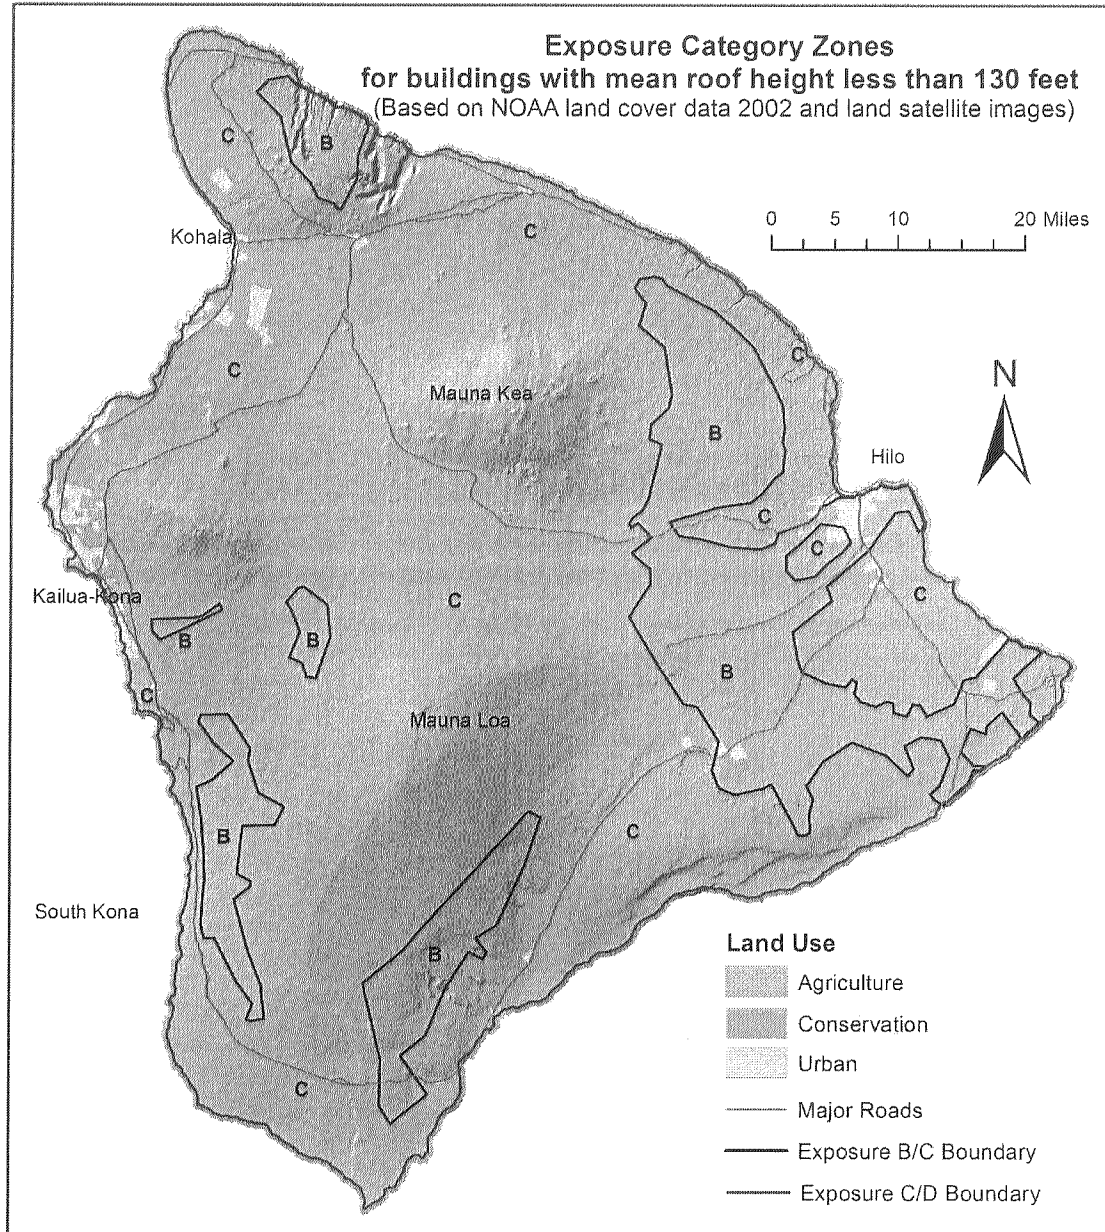 Exposure Category Zones
for buildings with mean roof height less than 130 feet
(Based on NOAA land cover data 2002 and land satellite images)
C
B
0 5 10 20 Miles
Kohala
C
C
C
Mauna Kea
N
B
Hilo
C
C
Kailua-Kona
C
C
B
B
B
C
Mauna Loa
B
C
South Kona
B
C
Land Use
Agriculture
Conservation
Urban
Major Roads
Exposure B/C Boundary
Exposure C/D Boundary